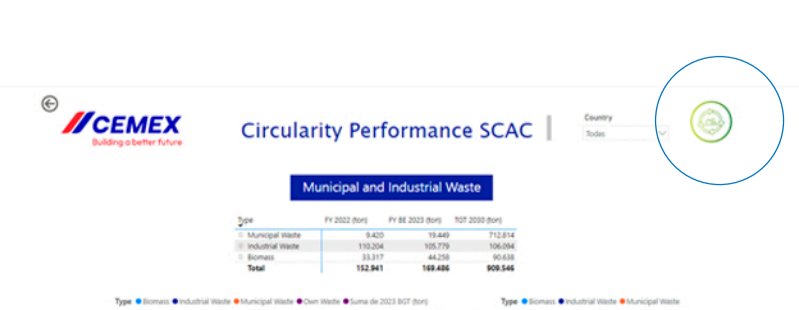 CEMEX
Building a better future
Circularity Performance SCAC
Country
Todas
Municipal and Industrial Waste
Type FY 2022 (ton) FY BE 2023 (ton) TGT 2030 (ton)
Municipal Waste 9.420 19.449 712.814
Industrial Waste 110.204 105.779 106.094
Biomass 33.317 44.258 90.638
Total 152.941 169.486 909.546
Type Biomass Industrial Waste Municipal Waste Own Waste Suma de 2023 BGT (ton)
Type Biomass Industrial Waste Municipal Waste